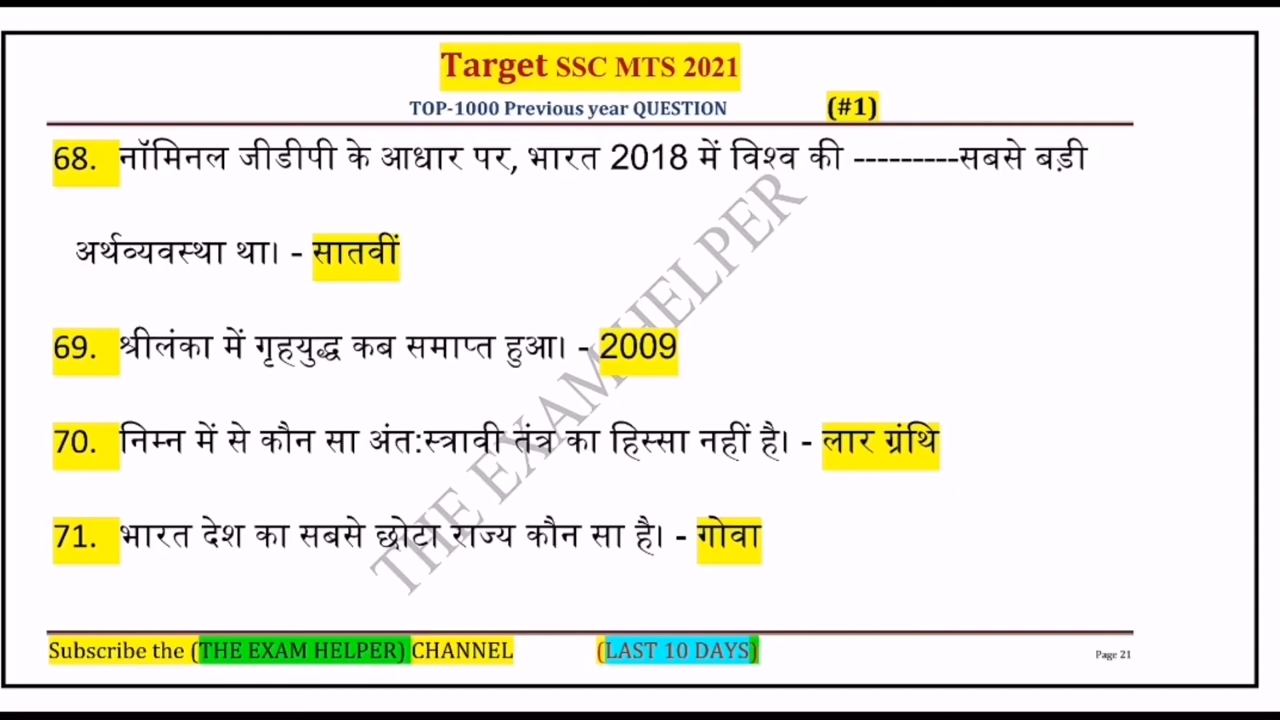 Target SSC MTS 2021
TOP-1000 Previous year QUESTION (#1)
68. नॉमिनल जीडीपी के आधार पर, भारत 2018 में विश्व की ---------सबसे बड़ी
अर्थव्यवस्था था। - सातवीं
69. श्रीलंका में गृहयुद्ध कब समाप्त हुआ। - 2009
70. निम्न में से कौन सा अंत:स्त्रावी तंत्र का हिस्सा नहीं है। - लार ग्रंथि
71. भारत देश का सबसे छोटा राज्य कौन सा है। - गोवा
THE EXAM HELPER
Subscribe the (THE EXAM HELPER) CHANNEL (LAST 10 DAYS)
Page 21